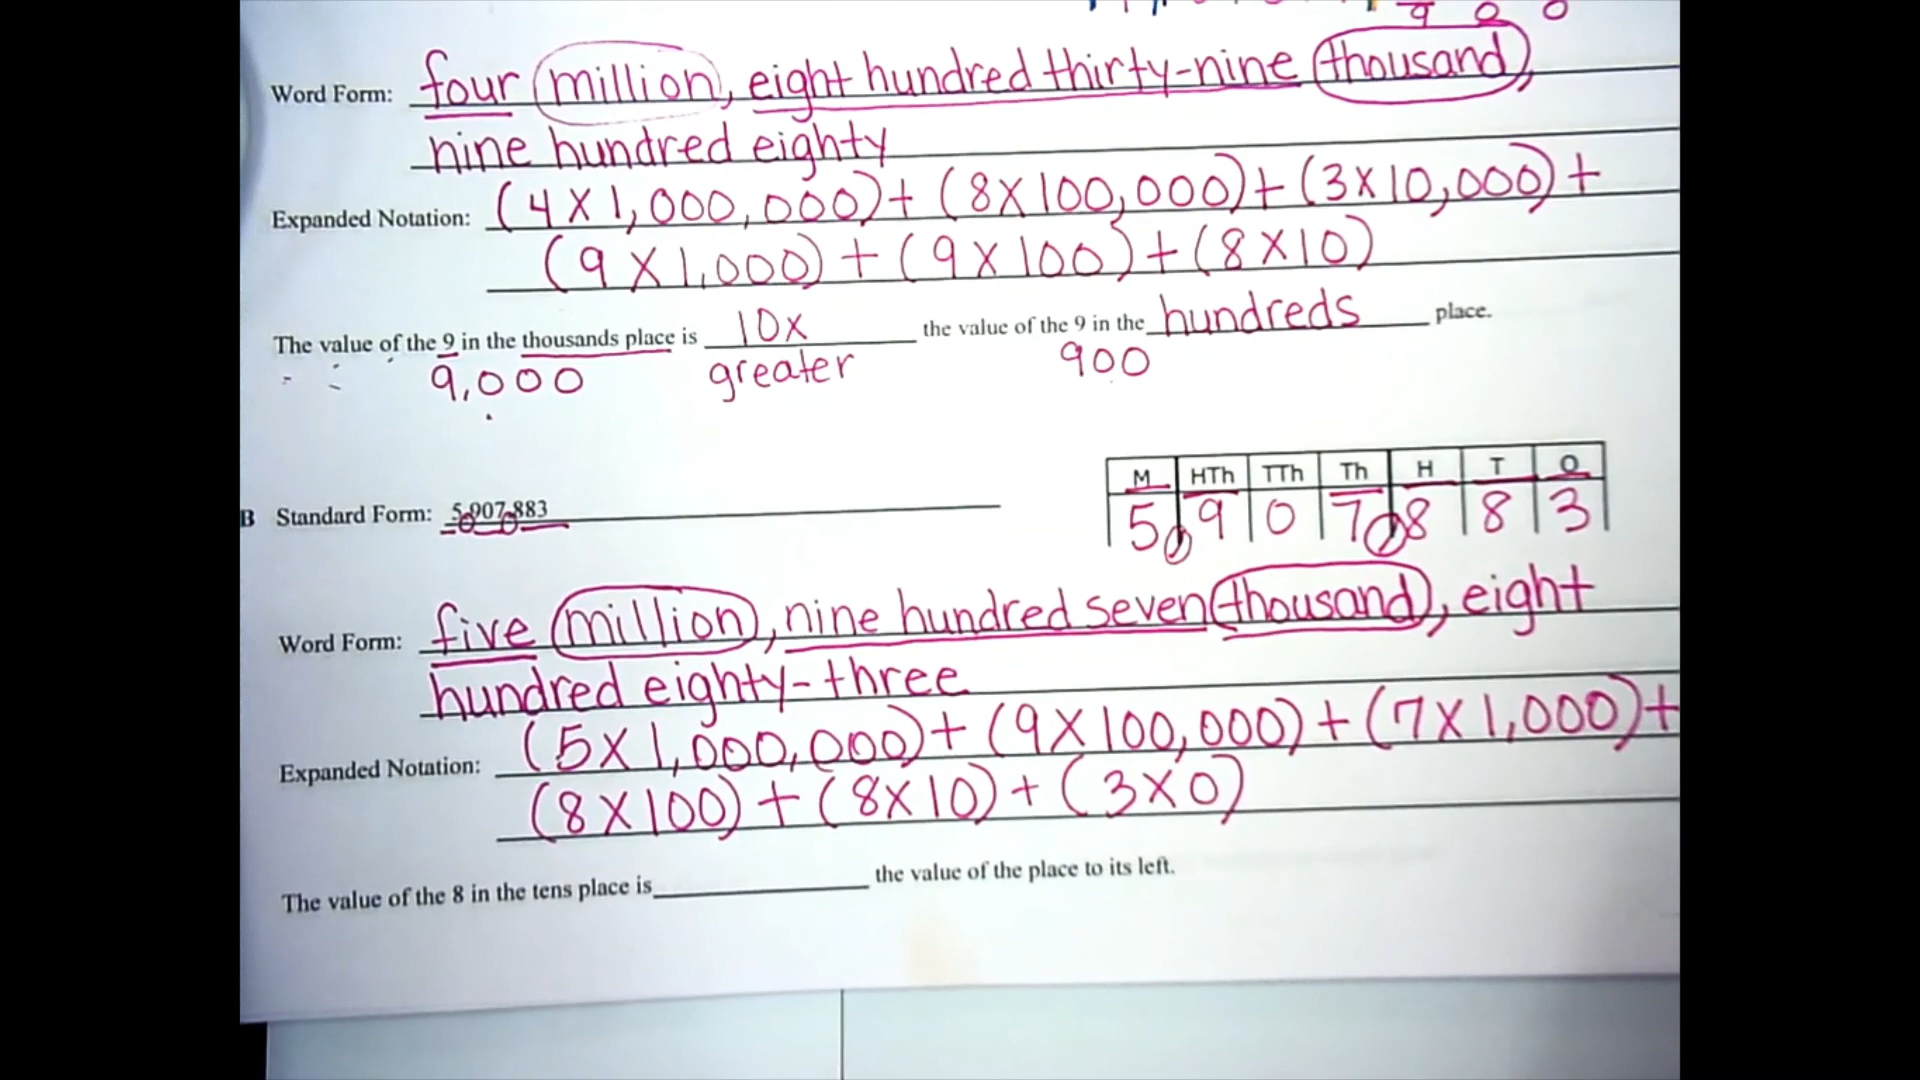 9 8 0
Word Form: four million, eight hundred thirty-nine thousand,
nine hundred eighty
Expanded Notation: (4 X 1,000,000) + (8 X 100,000) + (3 X 10,000) +
(9 X 1,000) + (9 X 100) + (8 X 10)
The value of the 9 in the thousands place is 10x the value of the 9 in the hundreds place.
9,000 greater 900
M HTh TTh Th H T O
B Standard Form: 5,907,883
5, 9 0 7, 8 8 3
Word Form: five million, nine hundred seven thousand, eight
hundred eighty-three
Expanded Notation: (5 X 1,000,000) + (9 X 100,000) + (7 X 1,000) +
(8 X 100) + (8 X 10) + (3 X 0)
The value of the 8 in the tens place is the value of the place to its left.